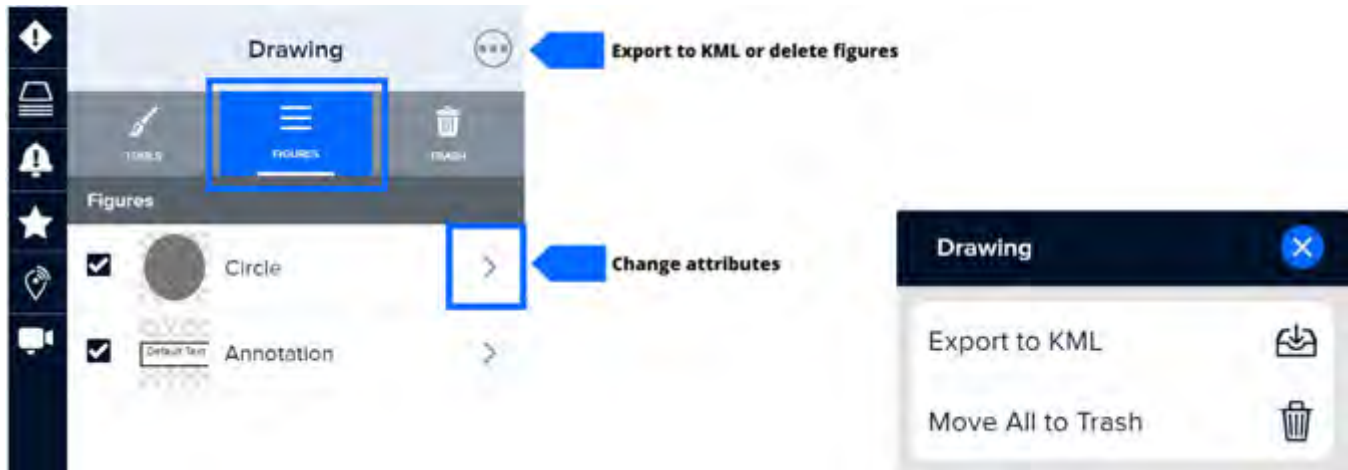 Drawing
Export to KML or delete figures
TOOLS
FIGURES
TRASH
Figures
Circle
Change attributes
Default Text
Annotation
Drawing
Export to KML
Move All to Trash